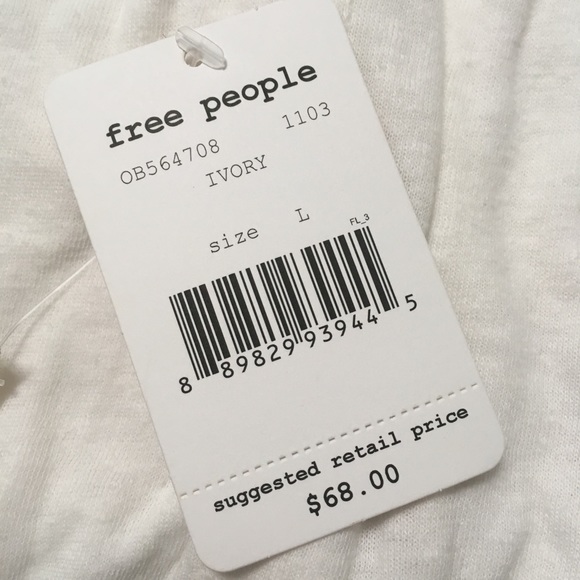 free people
OB564708 1103
IVORY
size L
FL_3
8 89829 93944 5
suggested retail price
$68.00